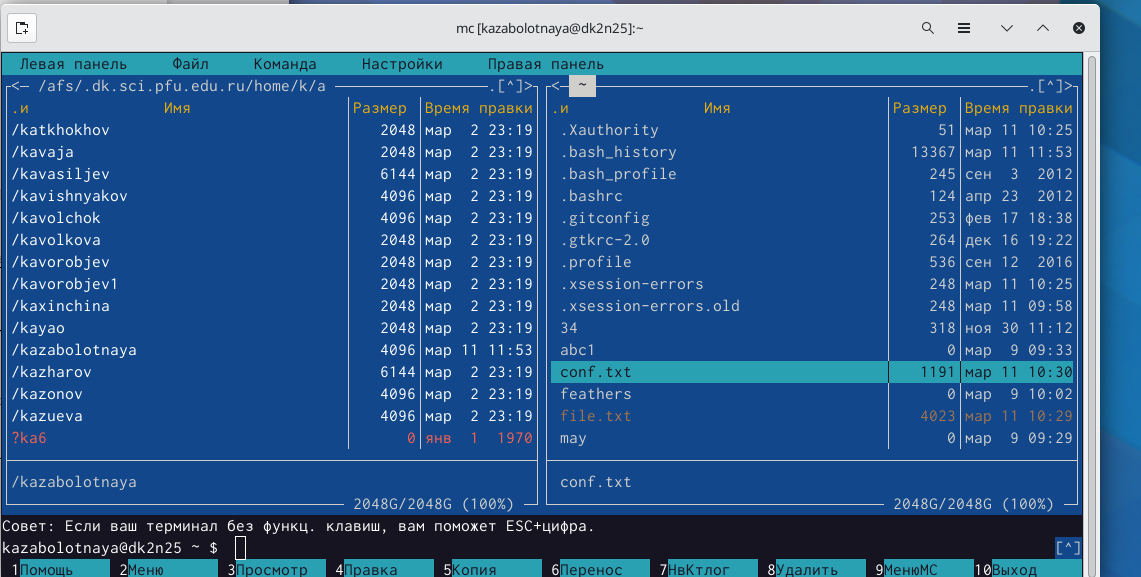 mc [kazabolotnaya@dk2n25]:~
Левая панель Файл Команда Настройки Правая панель
<— /afs/.dk.sci.pfu.edu.ru/home/k/a .[^]> <— ~ .[^]>
.и Имя Размер Время правки .и Имя Размер Время правки
/katkhokhov 2048 мар 2 23:19 .Xauthority 51 мар 11 10:25
/kavaja 2048 мар 2 23:19 .bash_history 13367 мар 11 11:53
/kavasiljev 6144 мар 2 23:19 .bash_profile 245 сен 3 2012
/kavishnyakov 4096 мар 2 23:19 .bashrc 124 апр 23 2012
/kavolchok 4096 мар 2 23:19 .gitconfig 253 фев 17 18:38
/kavolkova 2048 мар 2 23:19 .gtkrc-2.0 264 дек 16 19:22
/kavorobjev 2048 мар 2 23:19 .profile 536 сен 12 2016
/kavorobjev1 2048 мар 2 23:19 .xsession-errors 248 мар 11 10:25
/kaxinchina 2048 мар 2 23:19 .xsession-errors.old 248 мар 11 09:58
/kayao 2048 мар 2 23:19 34 318 ноя 30 11:12
/kazabolotnaya 4096 мар 11 11:53 abc1 0 мар 9 09:33
/kazharov 6144 мар 2 23:19 conf.txt 1191 мар 11 10:30
/kazonov 4096 мар 2 23:19 feathers 0 мар 9 10:02
/kazueva 4096 мар 2 23:19 file.txt 4023 мар 11 10:29
?ka6 0 янв 1 1970 may 0 мар 9 09:29
/kazabolotnaya conf.txt
2048G/2048G (100%) 2048G/2048G (100%)
Совет: Если ваш терминал без функц. клавиш, вам поможет ESC+цифра.
kazabolotnaya@dk2n25 ~ $ [^]
1Помощь 2Меню 3Просмотр 4Правка 5Копия 6Перенос 7НвКтлог 8Удалить 9МенюМС 10Выход